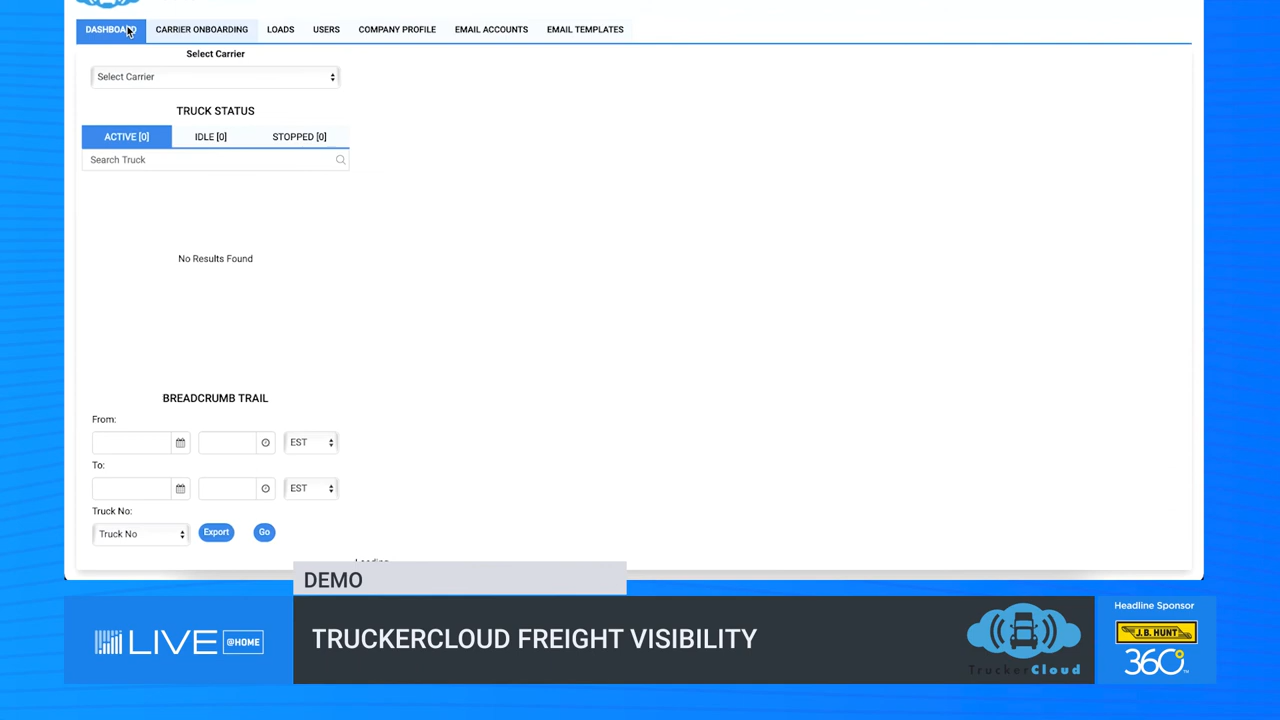 DASHBOARD CARRIER ONBOARDING LOADS USERS COMPANY PROFILE EMAIL ACCOUNTS EMAIL TEMPLATES
Select Carrier
Select Carrier
TRUCK STATUS
ACTIVE [0] IDLE [0] STOPPED [0]
Search Truck
No Results Found
BREADCRUMB TRAIL
From:
EST
To:
EST
Truck No:
Truck No Export Go
Loading
DEMO
LIVE @HOME
TRUCKERCLOUD FREIGHT VISIBILITY
TruckerCloud
Headline Sponsor
J.B. HUNT
360